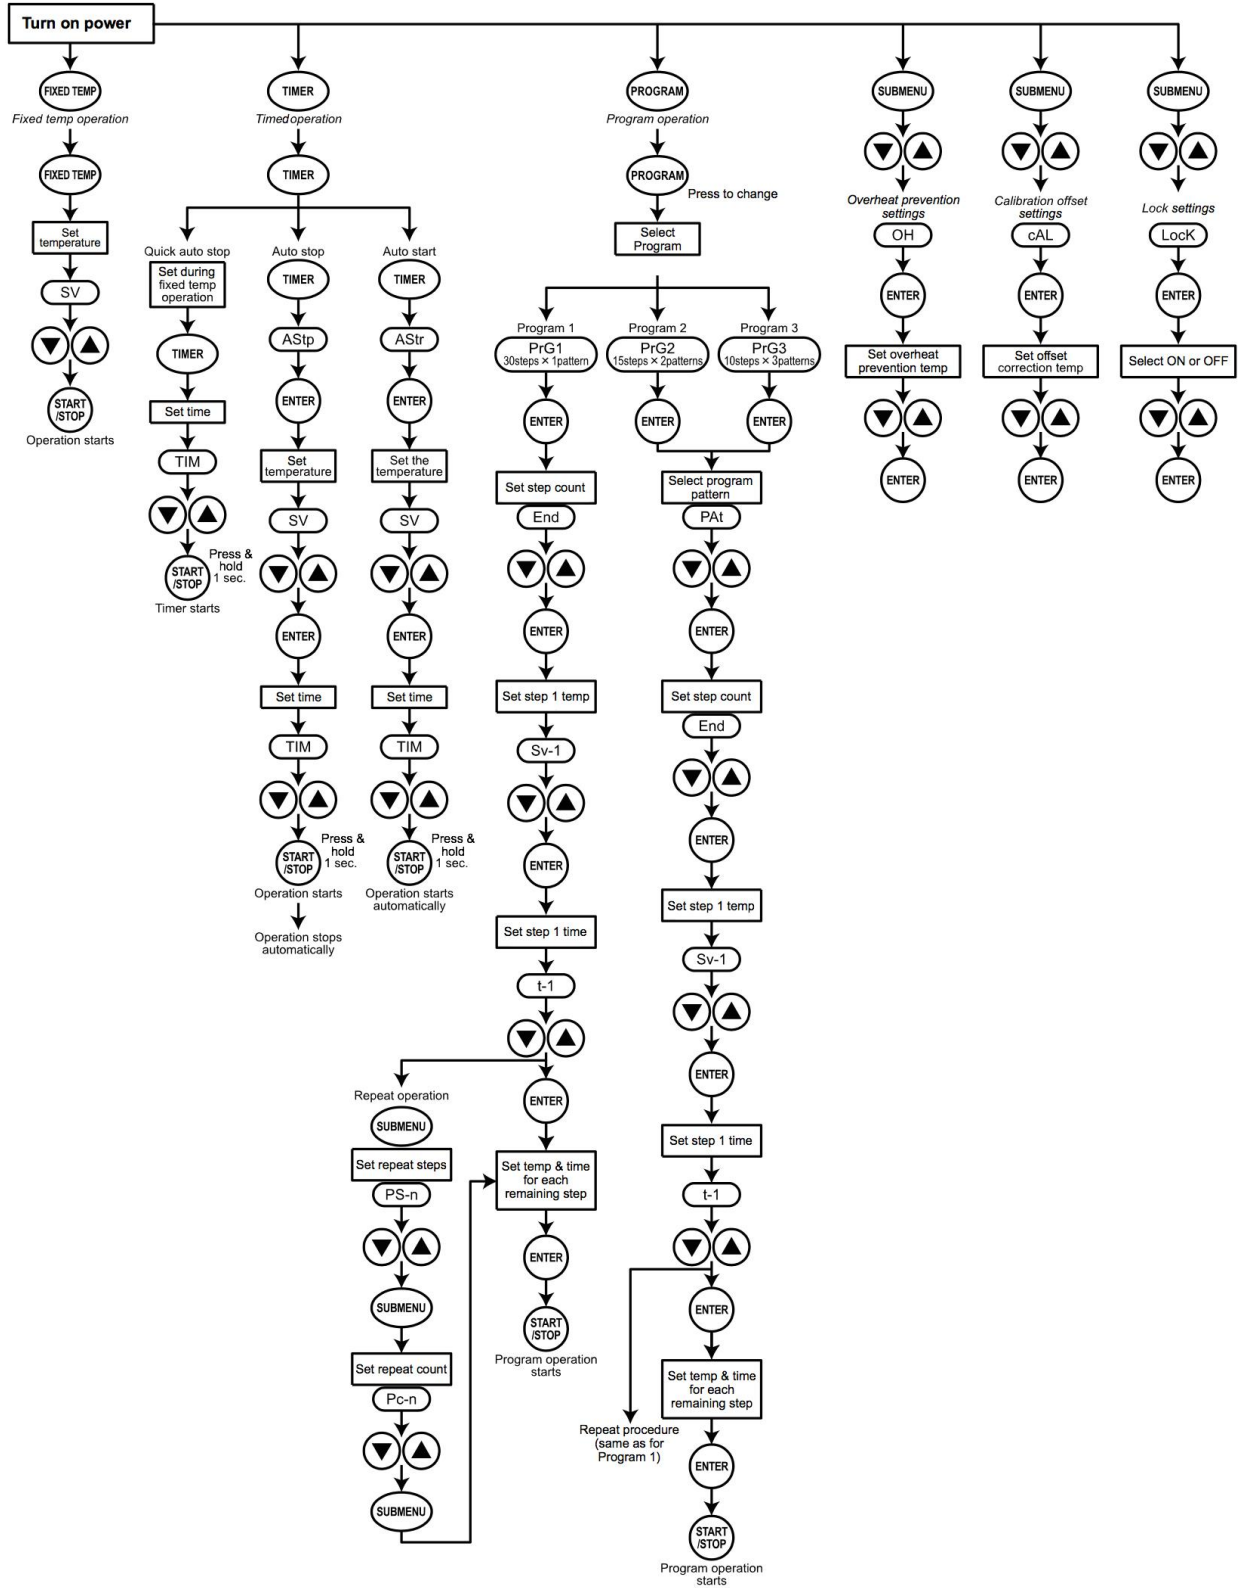 Turn on power
FIXED TEMP
Fixed temp operation
FIXED TEMP
Set
temperature
SV
START
/STOP
Operation starts
TIMER
Timed operation
TIMER
Quick auto stop
Set during
fixed temp
operation
TIMER
Set time
TIM
START
/STOP
Press &
hold
1 sec.
Timer starts
Auto stop
TIMER
AStp
ENTER
Set
temperature
SV
ENTER
Set time
TIM
START
/STOP
Press &
hold
1 sec.
Operation starts
Operation stops
automatically
Auto start
TIMER
AStr
ENTER
Set the
temperature
SV
ENTER
Set time
TIM
START
/STOP
Press &
hold
1 sec.
Operation starts
automatically
PROGRAM
Program operation
PROGRAM
Press to change
Select
Program
Program 1
PrG1
30steps × 1pattern
ENTER
Set step count
End
ENTER
Set step 1 temp
Sv-1
ENTER
Set step 1 time
t-1
Repeat operation
SUBMENU
Set repeat steps
PS-n
SUBMENU
Set repeat count
Pc-n
SUBMENU
ENTER
Set temp & time
for each
remaining step
ENTER
START
/STOP
Program operation
starts
Program 2
PrG2
15steps × 2patterns
ENTER
Program 3
PrG3
10steps × 3patterns
ENTER
Select program
pattern
PAt
ENTER
Set step count
End
ENTER
Set step 1 temp
Sv-1
ENTER
Set step 1 time
t-1
Repeat procedure
(same as for
Program 1)
ENTER
Set temp & time
for each
remaining step
ENTER
START
/STOP
Program operation
starts
SUBMENU
Overheat prevention
settings
OH
ENTER
Set overheat
prevention temp
ENTER
SUBMENU
Calibration offset
settings
cAL
ENTER
Set offset
correction temp
ENTER
SUBMENU
Lock settings
LocK
ENTER
Select ON or OFF
ENTER